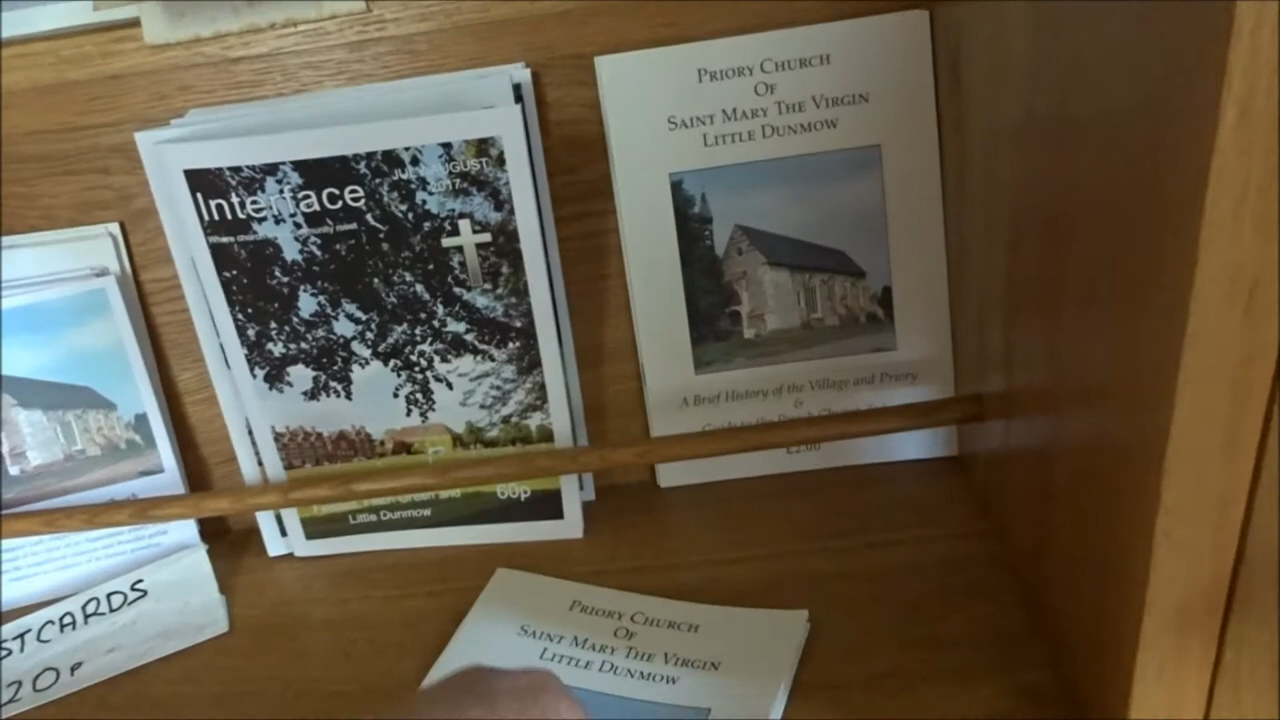 Interface
JULY/AUGUST
2017
Where church
community meet
Flitch Green and
Little Dunmow
60p
PRIORY CHURCH
OF
SAINT MARY THE VIRGIN
LITTLE DUNMOW
A Brief History of the Village and Priory
&
£2.00
STCARDS
20P
PRIORY CHURCH
OF
SAINT MARY THE VIRGIN
LITTLE DUNMOW